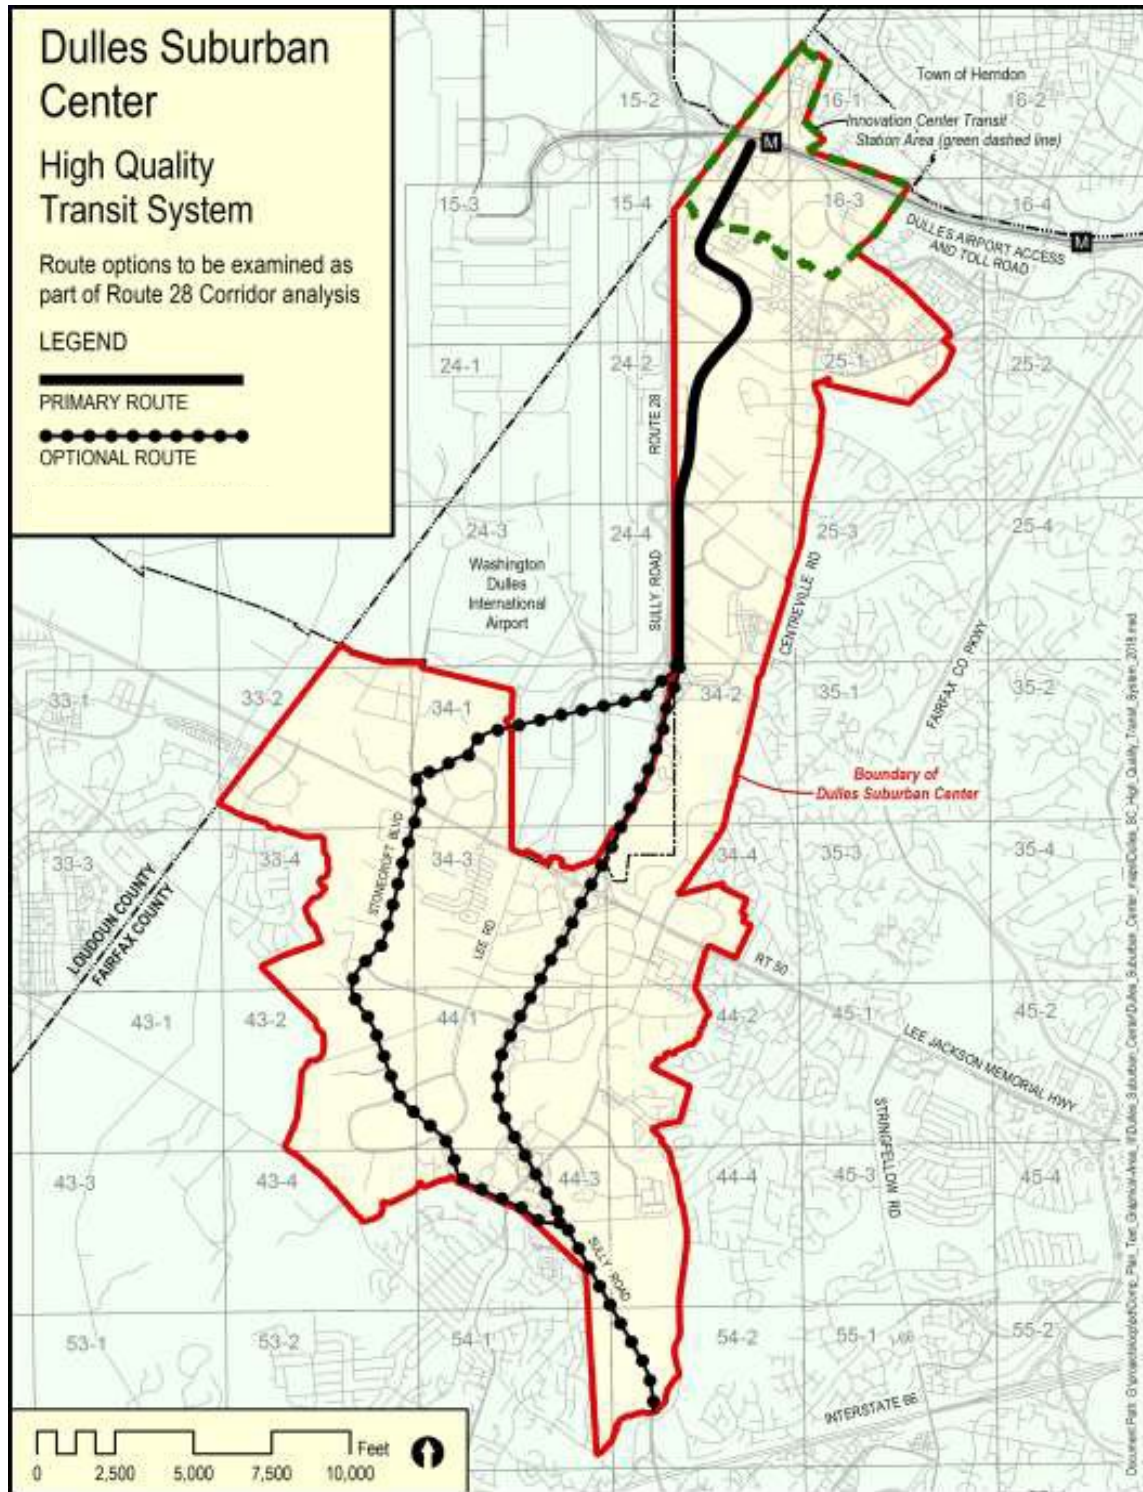 Dulles Suburban
Center
High Quality
Transit System
Route options to be examined as
part of Route 28 Corridor analysis
LEGEND
PRIMARY ROUTE
OPTIONAL ROUTE
Town of Herndon
15-2
16-1
16-2
Innovation Center Transit
Station Area (green dashed line)
M
15-3
15-4
16-3
16-4
DULLES AIRPORT ACCESS
AND TOLL ROAD
M
24-1
24-2
25-1
25-2
ROUTE 28
24-3
24-4
25-3
25-4
Washington
Dulles
International
Airport
SULLY ROAD
CENTREVILLE RD
FAIRFAX CO PKWY
33-1
33-2
34-1
34-2
35-1
35-2
Boundary of
Dulles Suburban Center
STONECROFT BLVD
33-3
33-4
34-3
34-4
35-3
35-4
LOUDOUN COUNTY
FAIRFAX COUNTY
LEE RD
RT 50
43-1
43-2
44-1
44-2
45-1
45-2
LEE JACKSON MEMORIAL HWY
STRINGFELLOW RD
43-3
43-4
44-3
44-4
45-3
45-4
SULLY ROAD
53-1
53-2
54-1
54-2
55-1
I-66
55-2
INTERSTATE 66
Feet
0 2,500 5,000 7,500 10,000